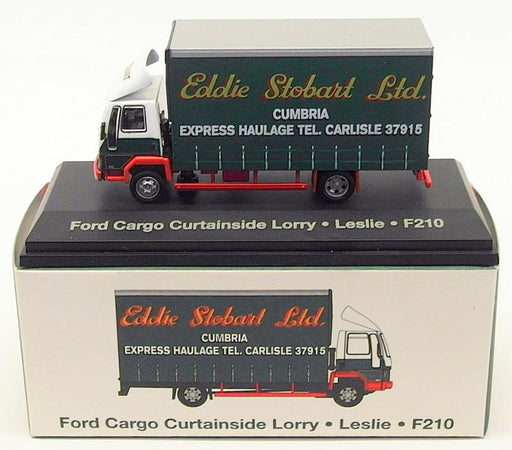 Eddie Stobart Ltd.
CUMBRIA
EXPRESS HAULAGE TEL. CARLISLE 37915
Ford Cargo Curtainside Lorry • Leslie • F210
Eddie Stobart Ltd.
CUMBRIA
EXPRESS HAULAGE TEL. CARLISLE 37915
Ford Cargo Curtainside Lorry • Leslie • F210